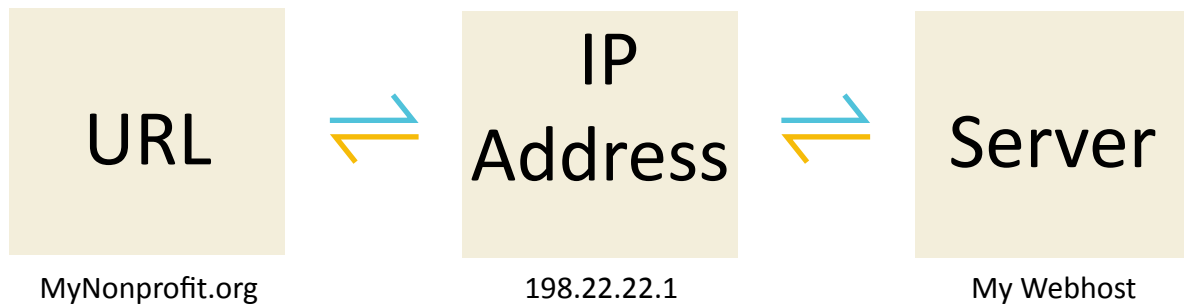 URL
IP
Address
Server
MyNonprofit.org
198.22.22.1
My Webhost